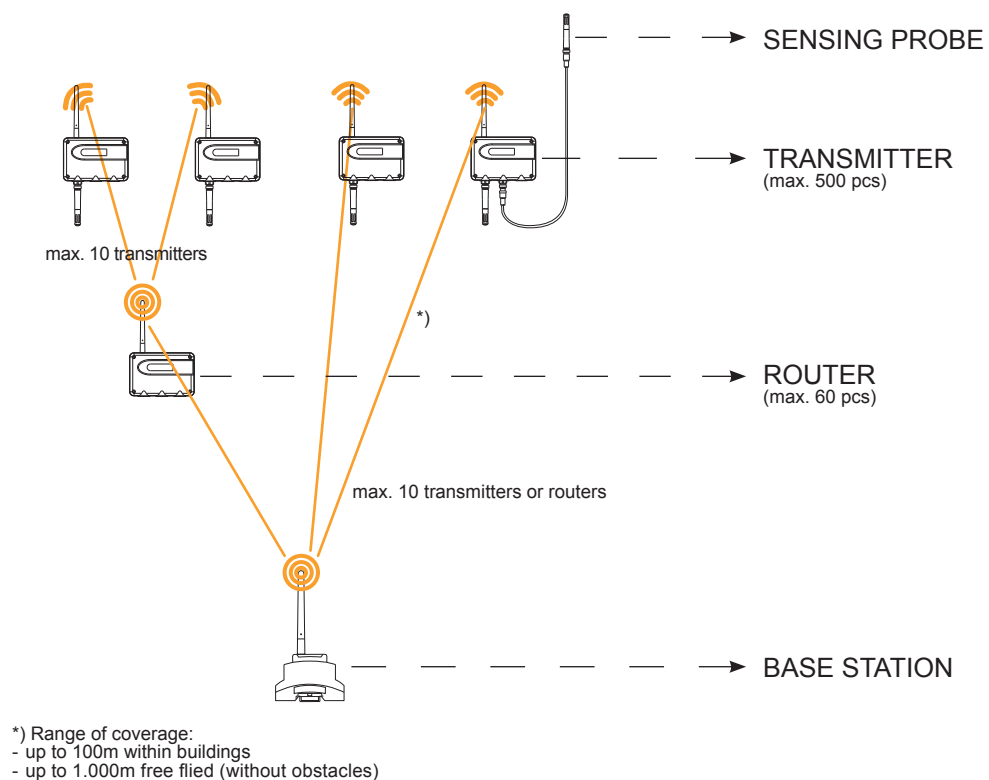 SENSING PROBE
TRANSMITTER
(max. 500 pcs)
max. 10 transmitters
*)
ROUTER
(max. 60 pcs)
max. 10 transmitters or routers
BASE STATION
*) Range of coverage:
- up to 100m within buildings
- up to 1.000m free flied (without obstacles)